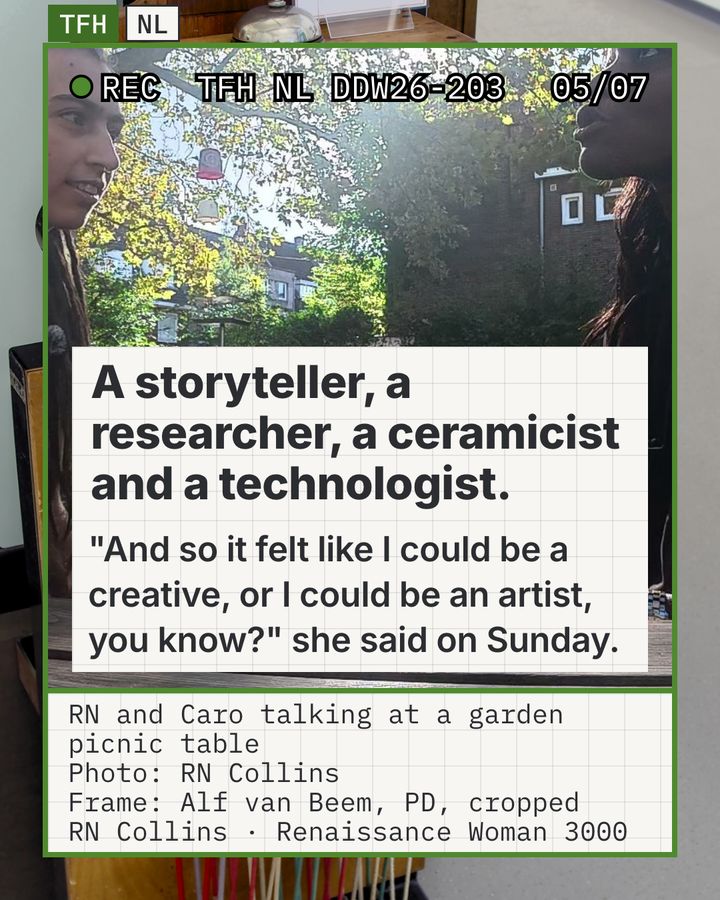 TFH NL
REC TFH NL DDW26-203 05/07
A storyteller, a
researcher, a ceramicist
and a technologist.
"And so it felt like I could be a
creative, or I could be an artist,
you know?" she said on Sunday.
RN and Caro talking at a garden
picnic table
Photo: RN Collins
Frame: Alf van Beem, PD, cropped
RN Collins · Renaissance Woman 3000